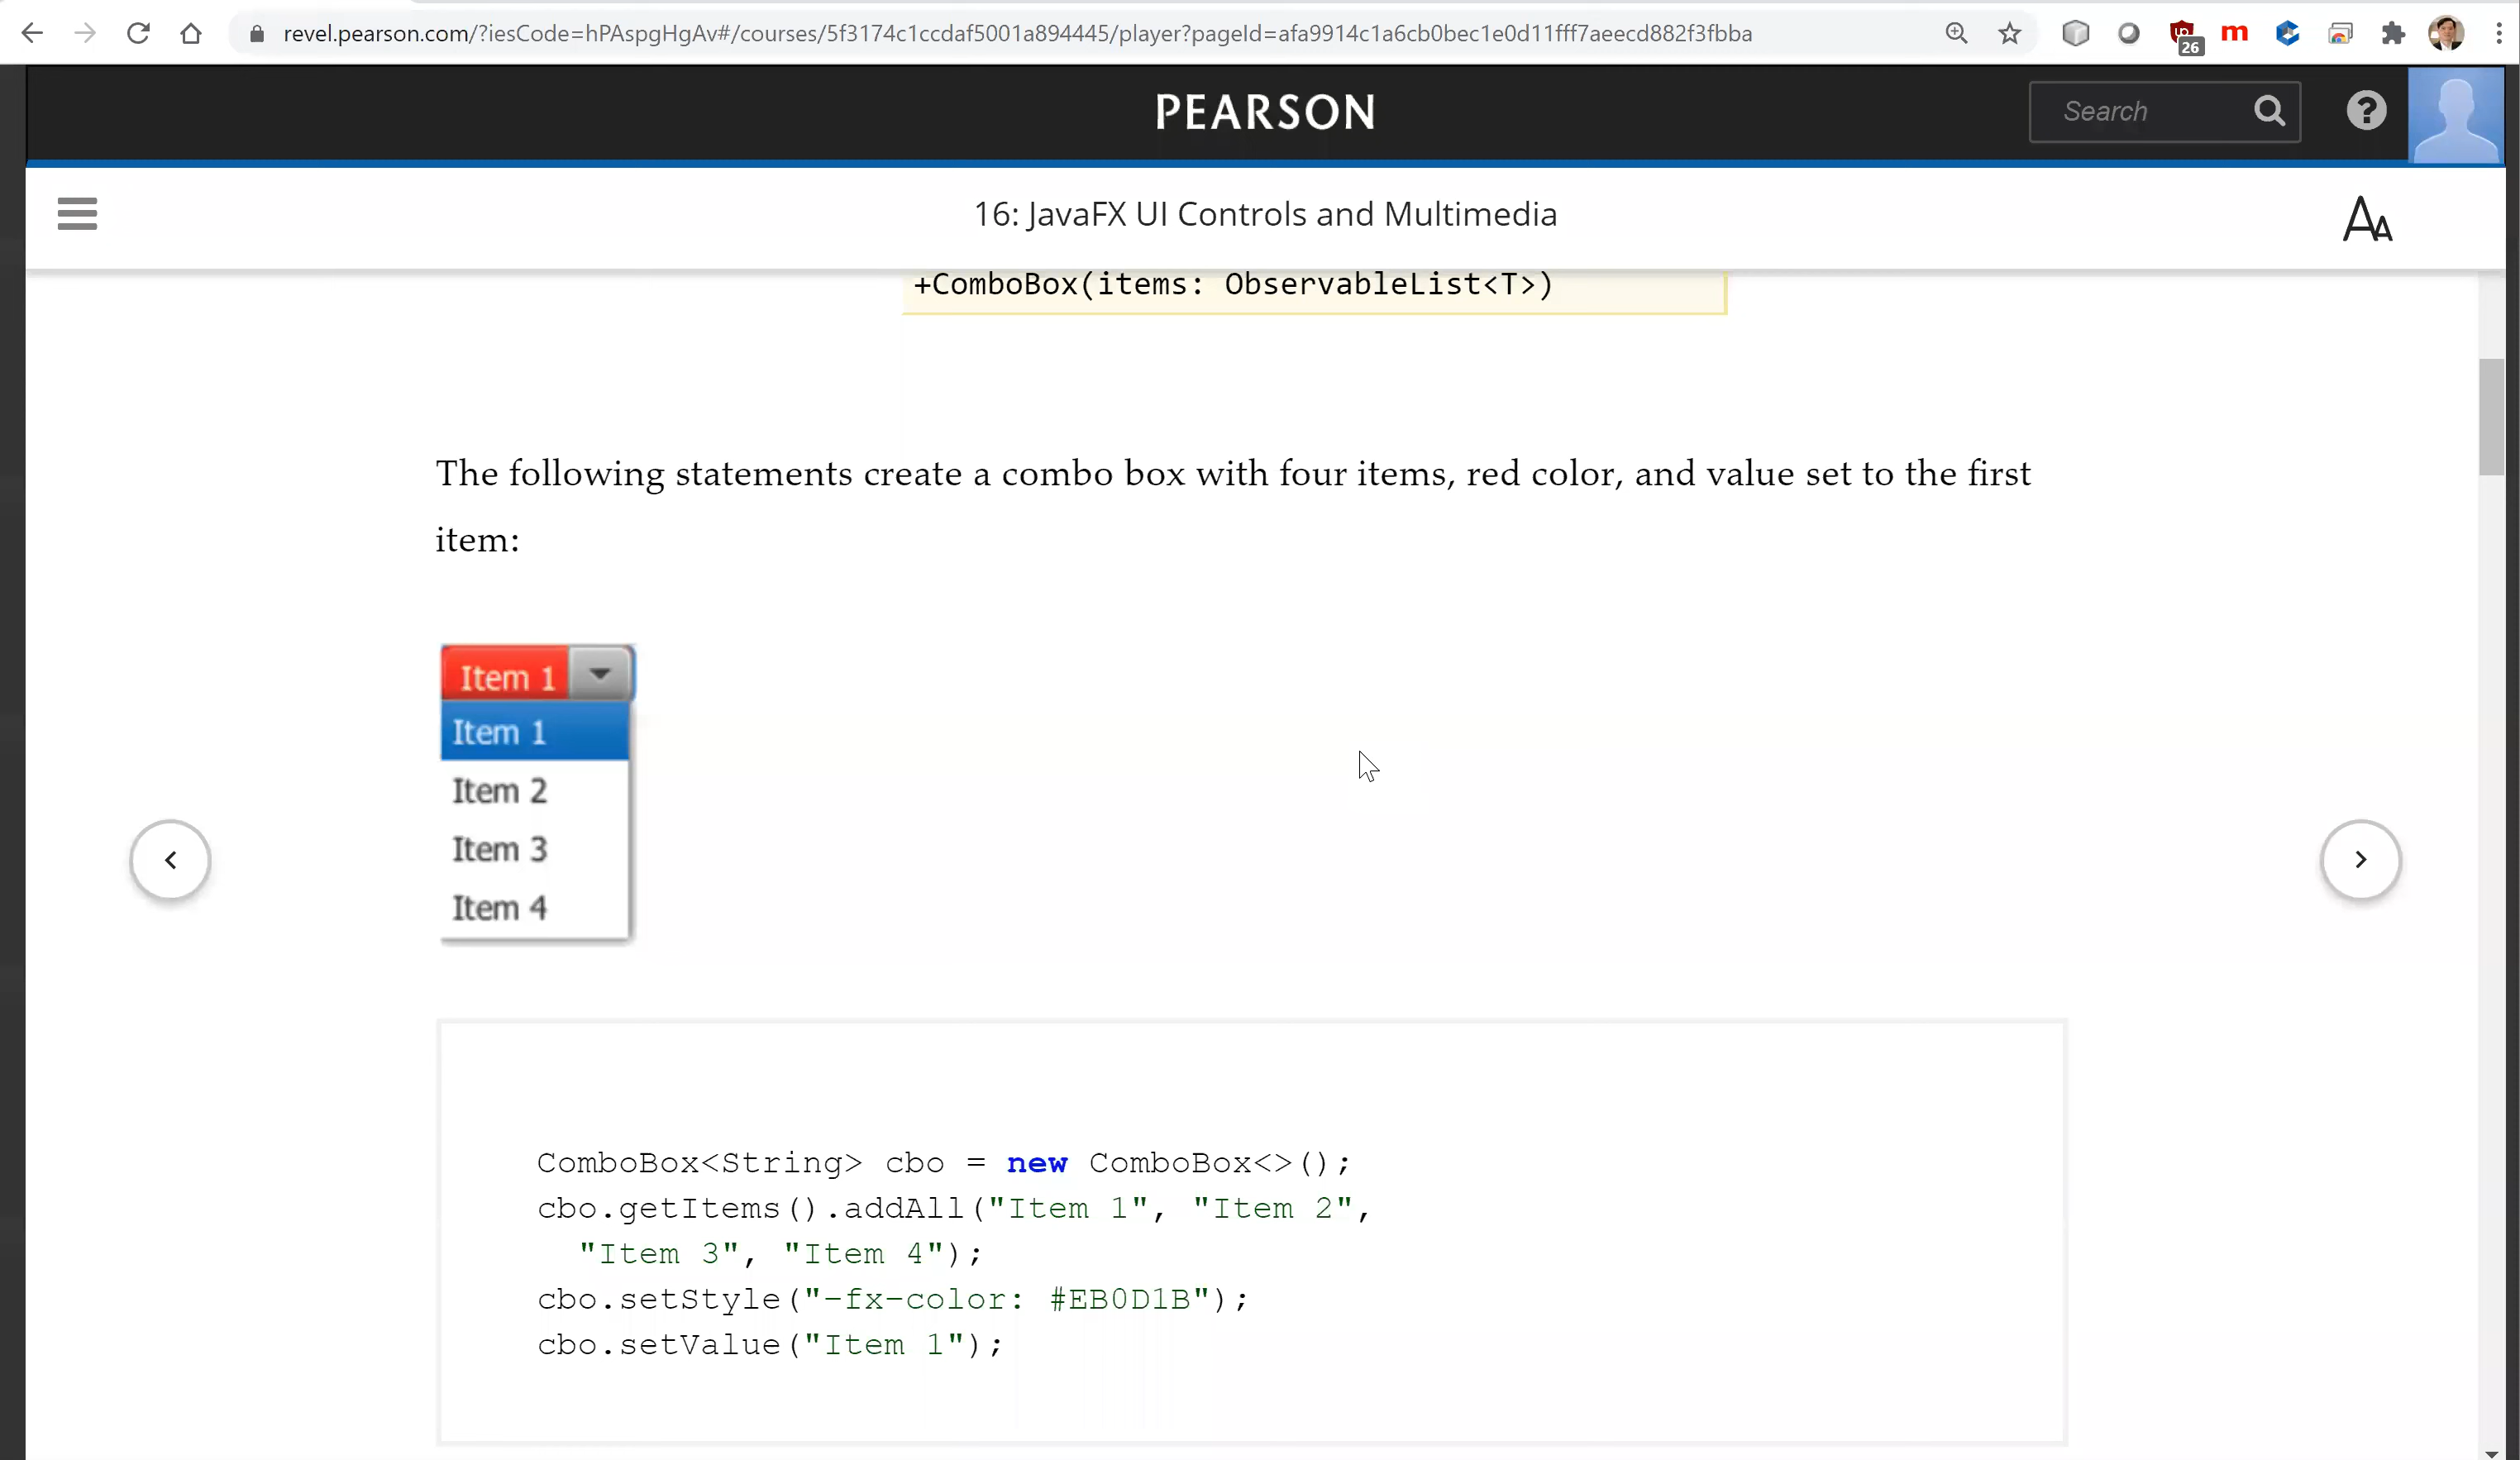 revel.pearson.com/?iesCode=hPAspgHgAv#/courses/5f3174c1ccdaf5001a894445/player?pageId=afa9914c1a6cb0bec1e0d11fff7aeecd882f3fbba
26
m
PEARSON
Search
?
16: JavaFX UI Controls and Multimedia
AA
+ComboBox(items: ObservableList<T>)
The following statements create a combo box with four items, red color, and value set to the first
item:
Item 1
Item 1
Item 2
Item 3
Item 4
ComboBox<String> cbo = new ComboBox<>();
cbo.getItems().addAll("Item 1", "Item 2",
"Item 3", "Item 4");
cbo.setStyle("-fx-color: #EB0D1B");
cbo.setValue("Item 1");